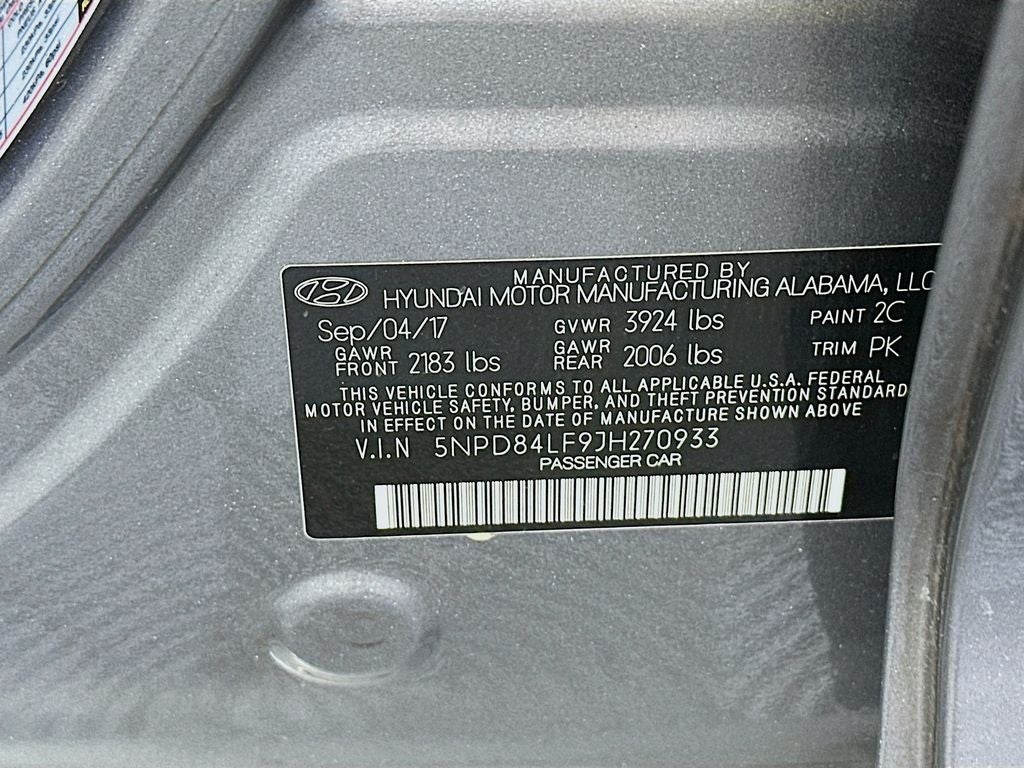 MANUFACTURED BY
HYUNDAI MOTOR MANUFACTURING ALABAMA, LLC
Sep/04/17 GVWR 3924 lbs PAINT 2C
GAWR FRONT 2183 lbs GAWR REAR 2006 lbs TRIM PK
THIS VEHICLE CONFORMS TO ALL APPLICABLE U.S.A. FEDERAL
MOTOR VEHICLE SAFETY, BUMPER, AND THEFT PREVENTION STANDARD
IN EFFECT ON THE DATE OF MANUFACTURE SHOWN ABOVE
V.I.N 5NPD84LF9JH270933
PASSENGER CAR